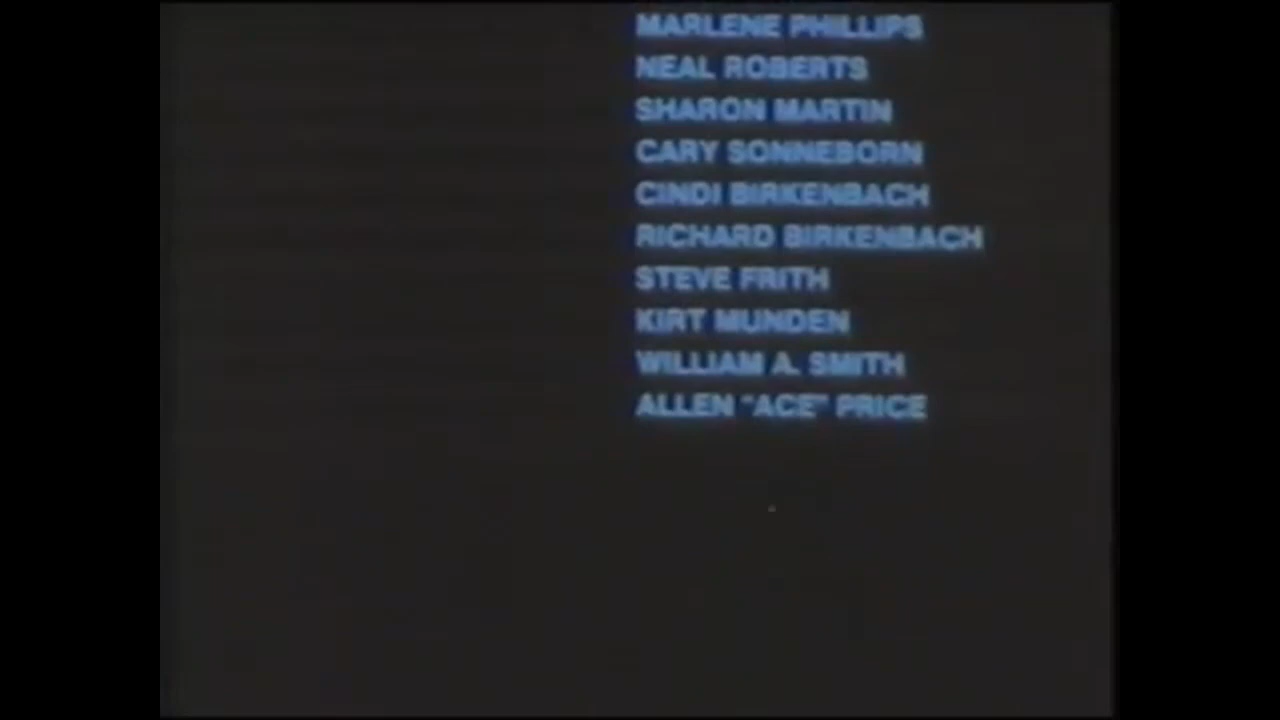 MARLENE PHILLIPS
NEAL ROBERTS
SHARON MARTIN
CARY SONNEBORN
CINDI BIRKENBACH
RICHARD BIRKENBACH
STEVE FRITH
KIRT MUNDEN
WILLIAM A. SMITH
ALLEN "ACE" PRICE